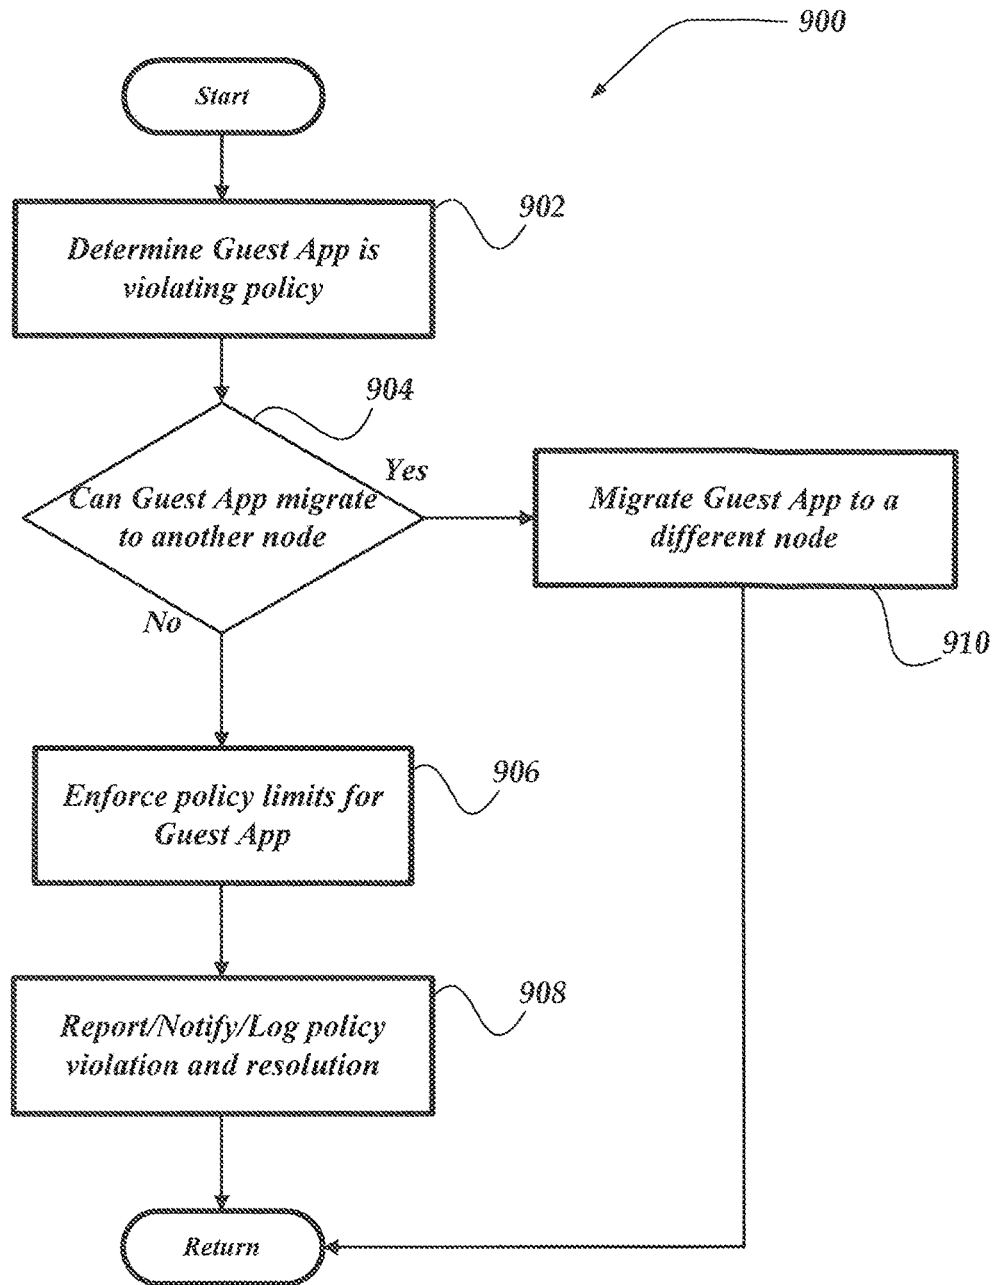 900
Start
902
Determine Guest App is
violating policy
904
Yes
Can Guest App migrate
to another node
Migrate Guest App to a
different node
No
910
906
Enforce policy limits for
Guest App
908
Report/Notify/Log policy
violation and resolution
Return